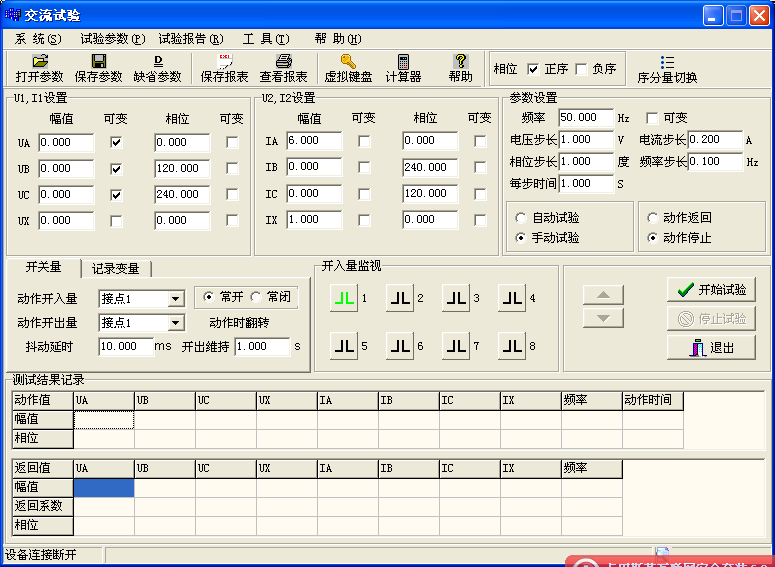 交流试验
系 统(S) 试验参数(P) 试验报告(R) 工 具(T) 帮 助(H)
打开参数 保存参数 缺省参数 保存报表 查看报表 虚拟键盘 计算器 帮助 相位 正序 负序 序分量切换
U1,I1设置
幅值 可变 相位 可变
UA 0.000 0.000
UB 0.000 120.000
UC 0.000 240.000
UX 0.000 0.000
U2,I2设置
幅值 可变 相位 可变
IA 6.000 0.000
IB 0.000 240.000
IC 0.000 120.000
IX 1.000 0.000
参数设置
频率 50.000 Hz 可变
电压步长 1.000 V 电流步长 0.200 A
相位步长 1.000 度 频率步长 0.100 Hz
每步时间 1.000 S
自动试验 动作返回
手动试验 动作停止
开关量 记录变量
动作开入量 接点1 常开 常闭
动作开出量 接点1 动作时翻转
抖动延时 10.000 ms 开出维持 1.000 s
开入量监视
1 2 3 4
5 6 7 8
开始试验
停止试验
退出
测试结果记录
动作值 UA UB UC UX IA IB IC IX 频率 动作时间
幅值
相位
返回值 UA UB UC UX IA IB IC IX 频率
幅值
返回系数
相位
设备连接断开